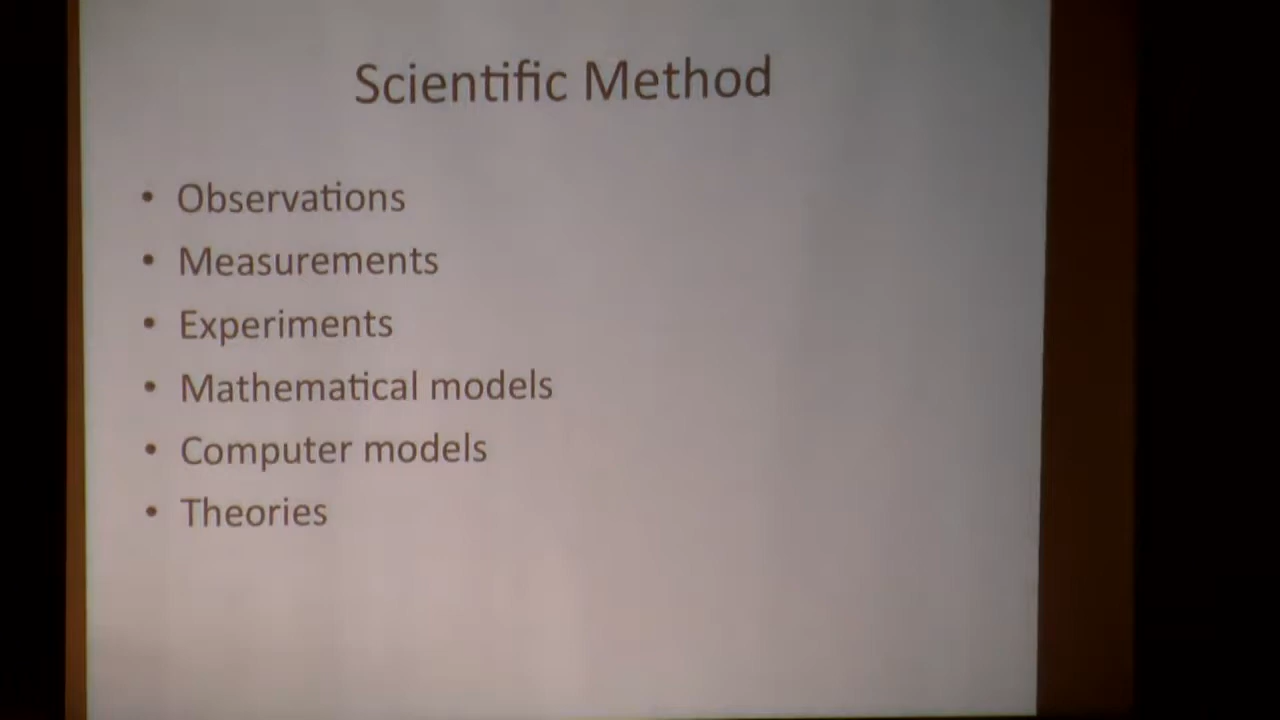 Scientific Method
• Observations
• Measurements
• Experiments
• Mathematical models
• Computer models
• Theories